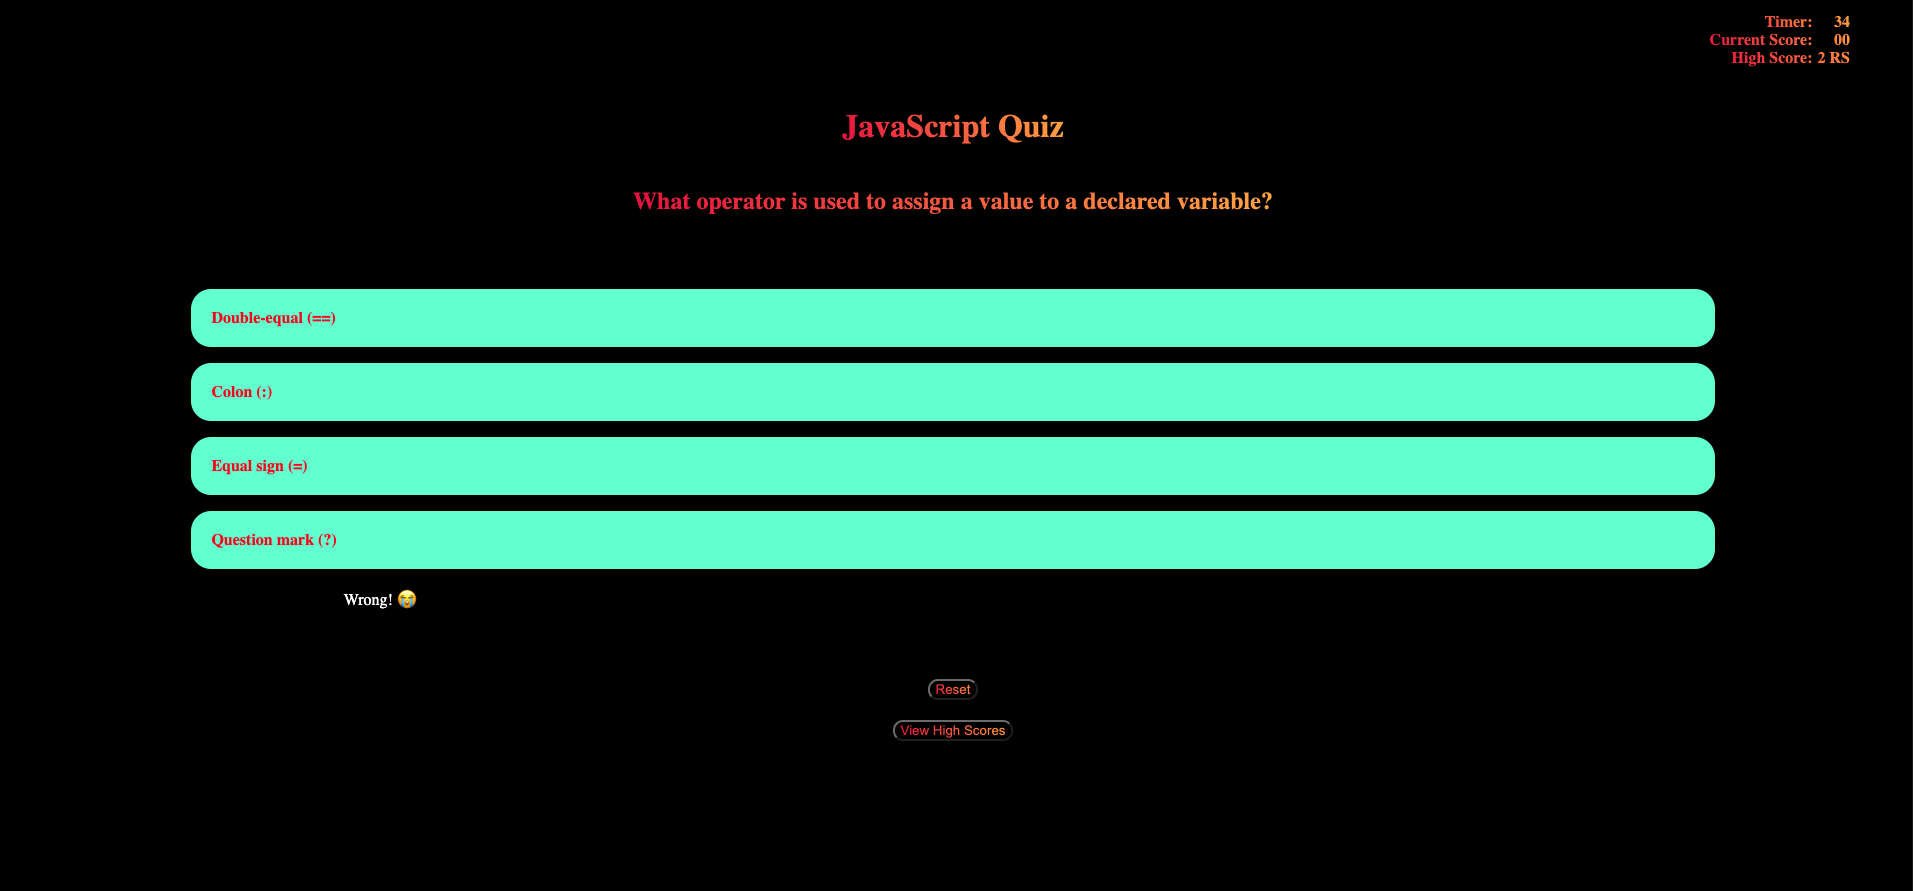 Timer: 34
Current Score: 00
High Score: 2 RS
JavaScript Quiz
What operator is used to assign a value to a declared variable?
Double-equal (==)
Colon (:)
Equal sign (=)
Question mark (?)
Wrong! 😭
Reset
View High Scores